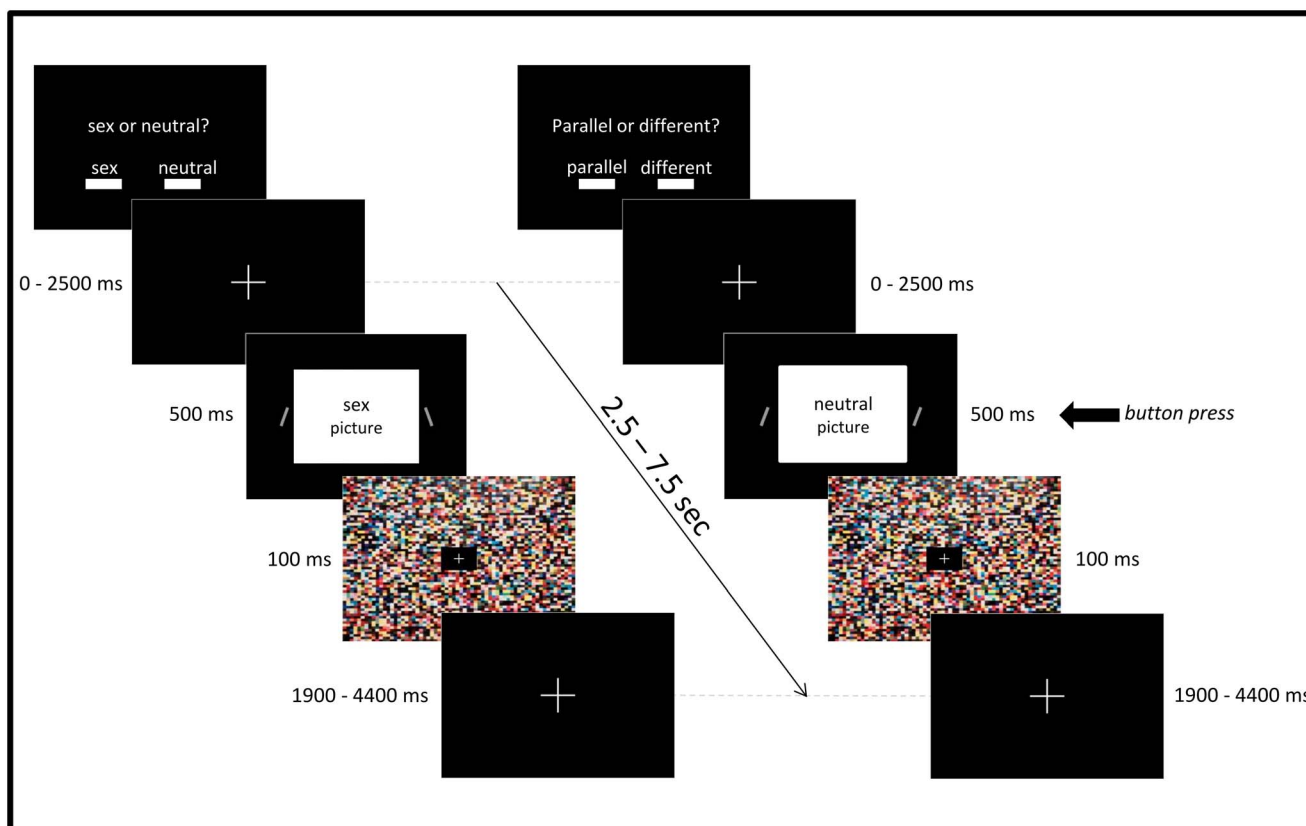 sex or neutral?
sex neutral
0 - 2500 ms
500 ms
sex
picture
100 ms
1900 - 4400 ms
2.5 – 7.5 sec
Parallel or different?
parallel different
0 - 2500 ms
neutral
picture
500 ms
button press
100 ms
1900 - 4400 ms